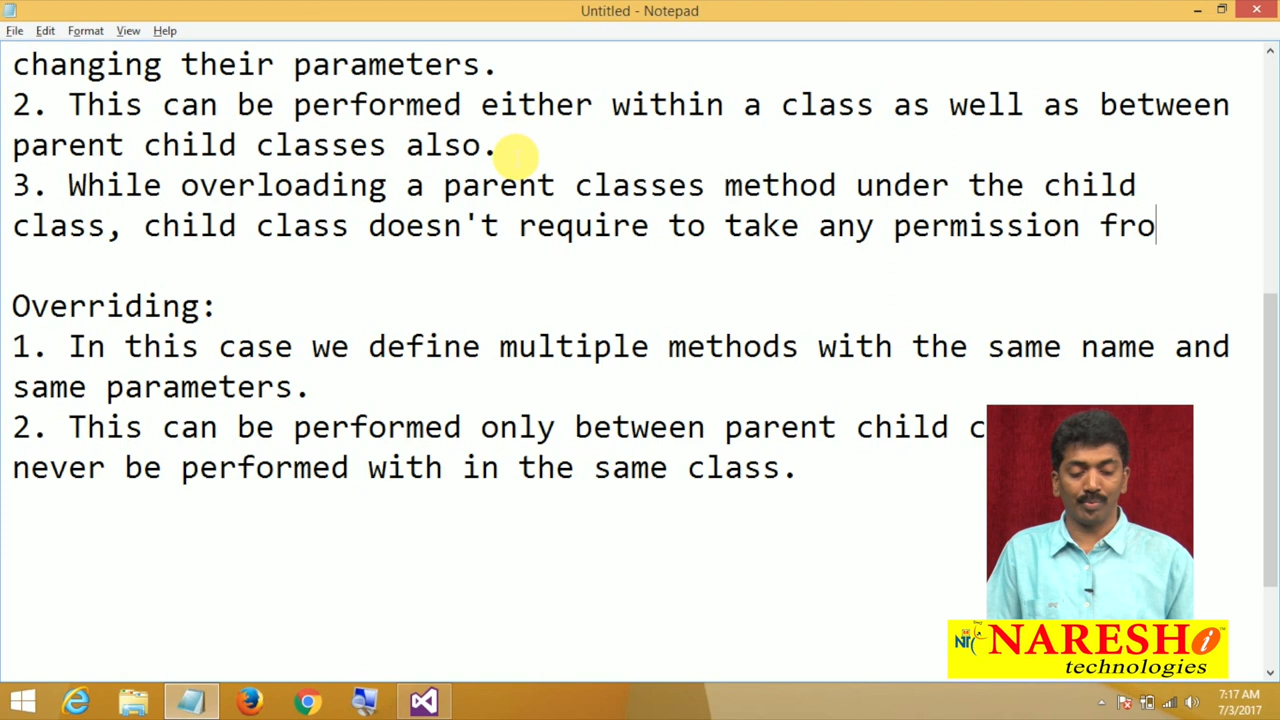 Untitled - Notepad
File Edit Format View Help
changing their parameters.
2. This can be performed either within a class as well as between
parent child classes also.
3. While overloading a parent classes method under the child
class, child class doesn't require to take any permission fro
Overriding:
1. In this case we define multiple methods with the same name and
same parameters.
2. This can be performed only between parent child c
never be performed with in the same class.
NARESH i
technologies
7:17 AM
7/3/2017